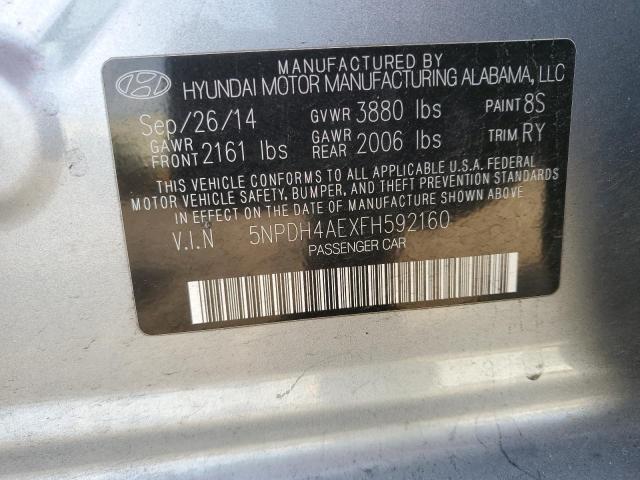 MANUFACTURED BY
HYUNDAI MOTOR MANUFACTURING ALABAMA, LLC
Sep/26/14 GVWR 3880 lbs PAINT 8S
GAWR FRONT 2161 lbs GAWR REAR 2006 lbs TRIM RY
THIS VEHICLE CONFORMS TO ALL APPLICABLE U.S.A. FEDERAL
MOTOR VEHICLE SAFETY, BUMPER, AND THEFT PREVENTION STANDARDS
IN EFFECT ON THE DATE OF MANUFACTURE SHOWN ABOVE.
V.I.N 5NPDH4AEXFH592160
PASSENGER CAR